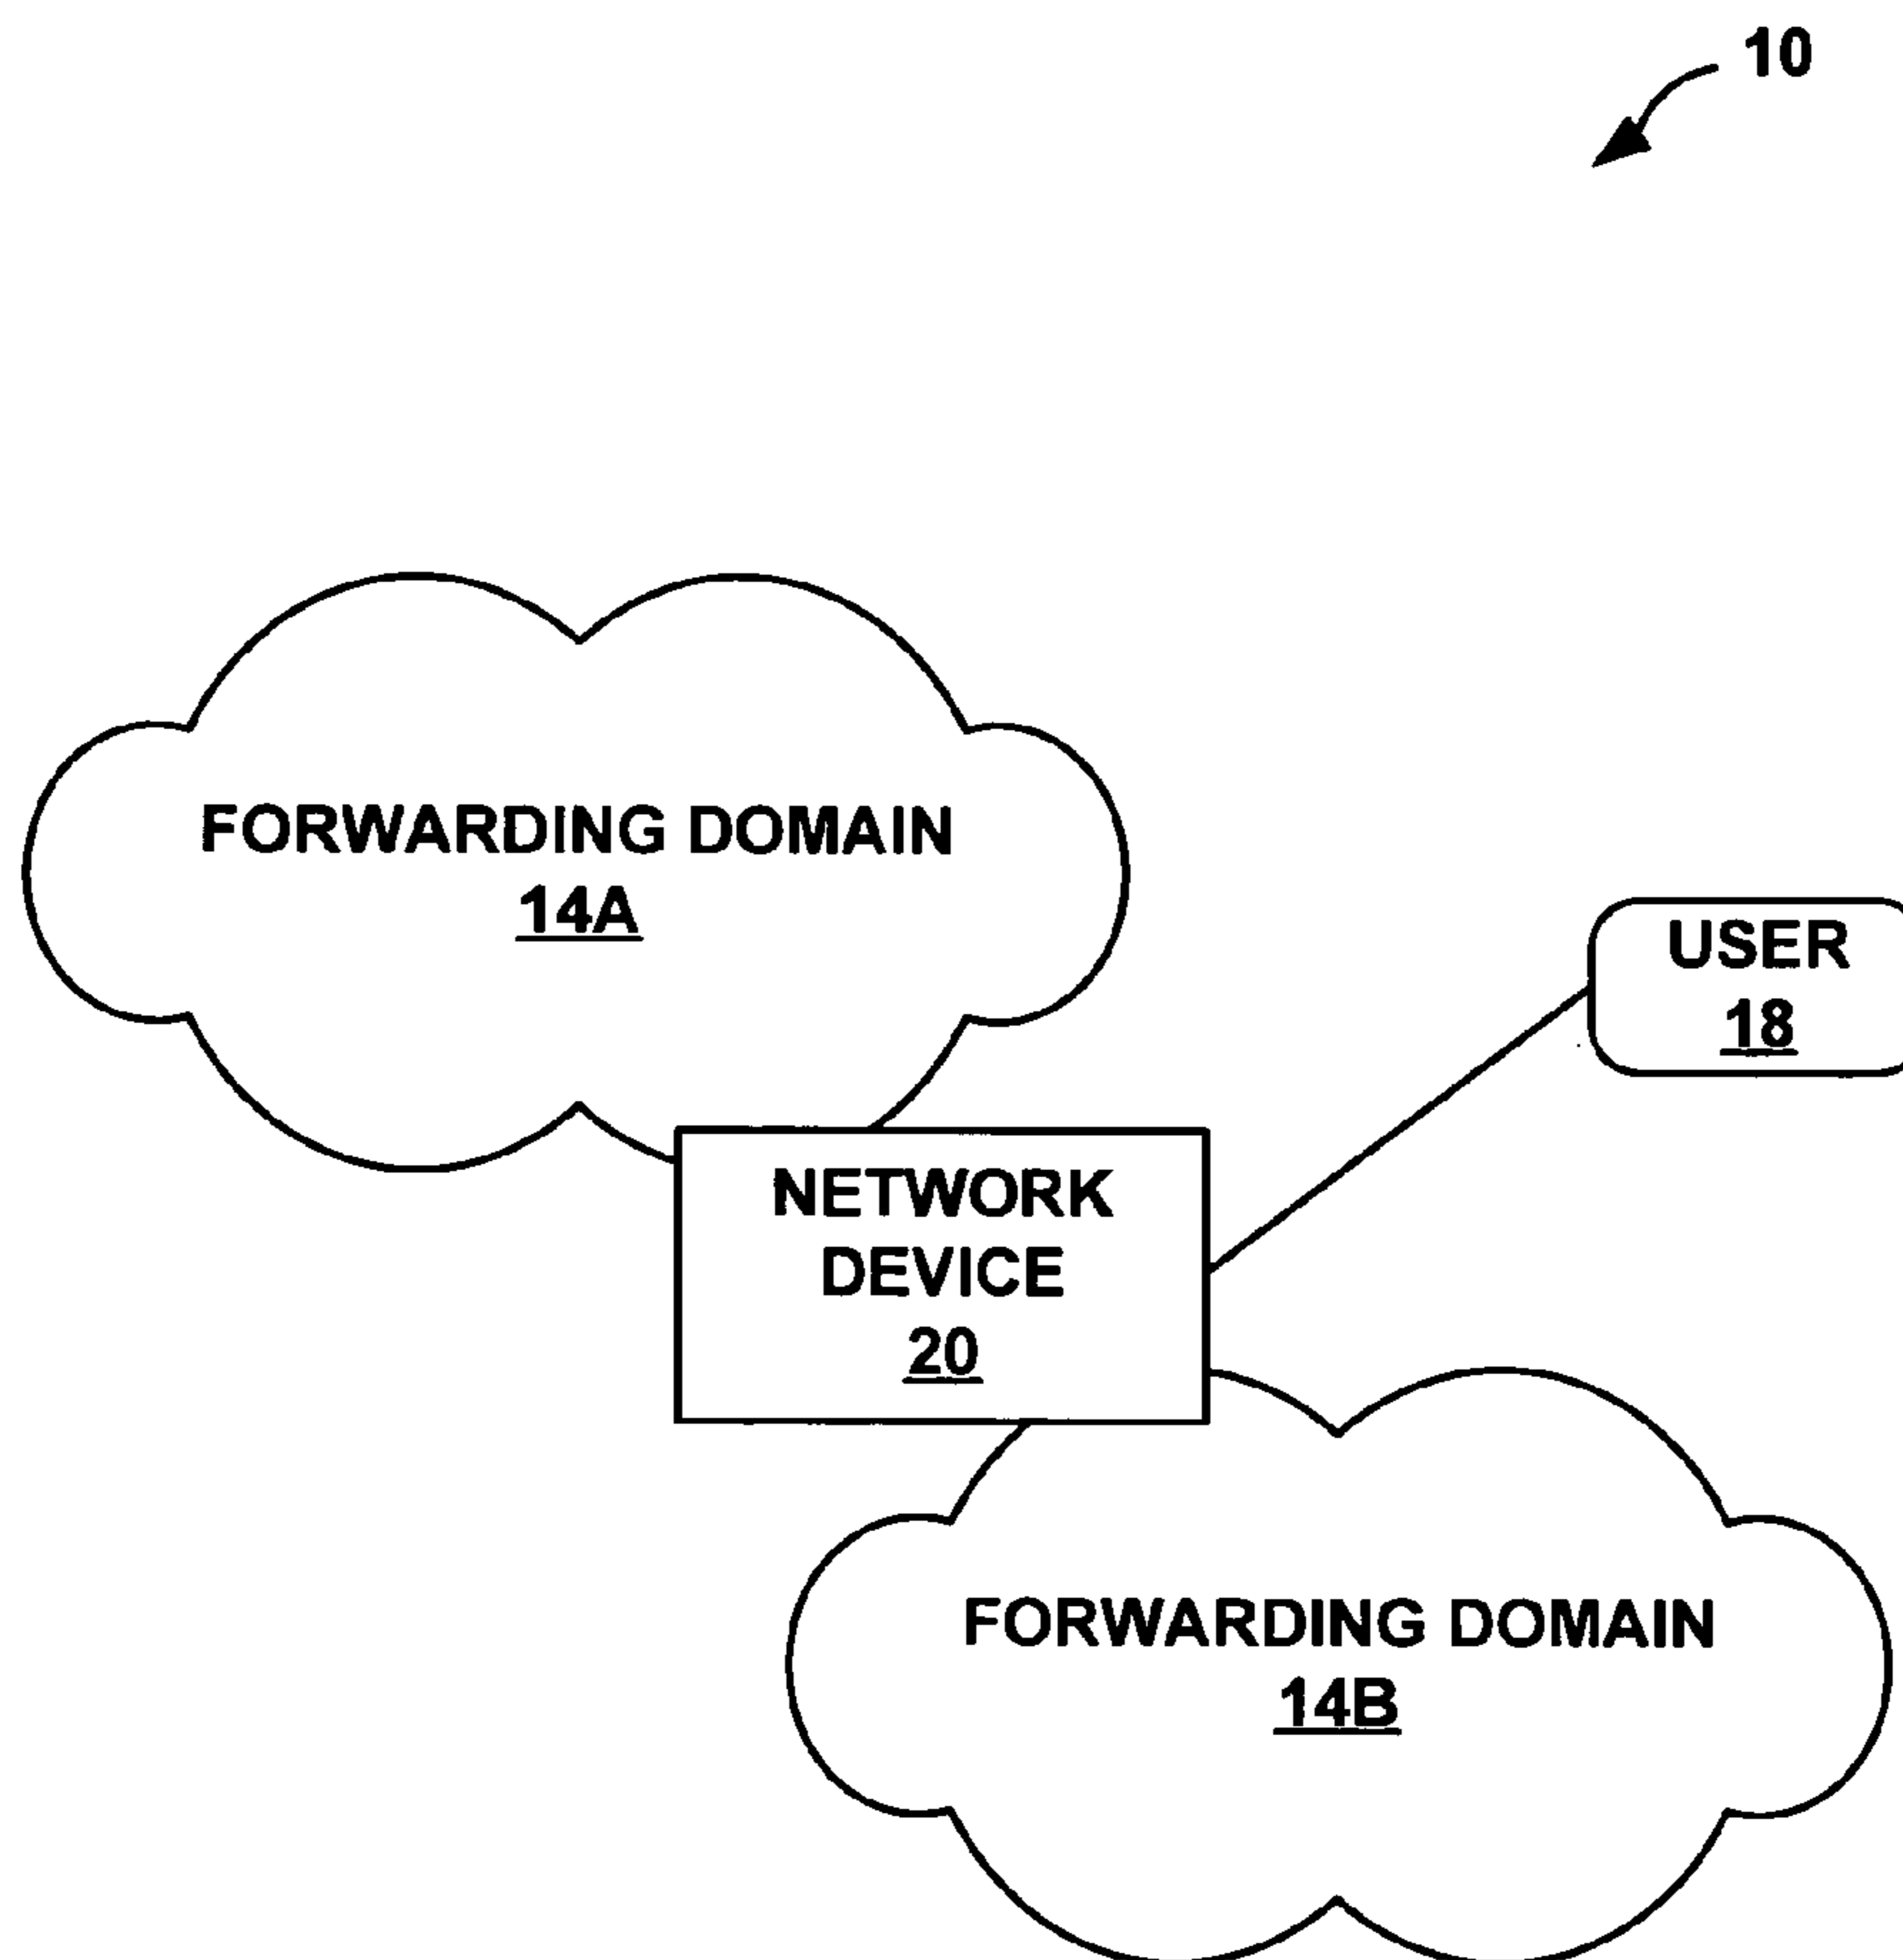 10
FORWARDING DOMAIN
14A
USER
18
NETWORK
DEVICE
20
FORWARDING DOMAIN
14B